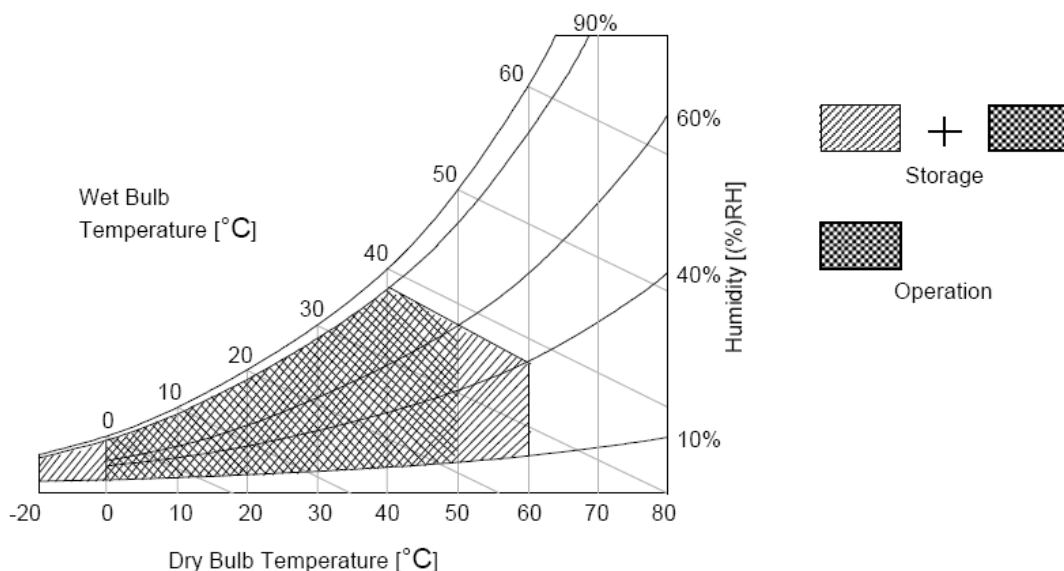 90%
60
60%
50
Wet Bulb
Temperature [°C]
40
40%
30
20
10
0
10%
Humidity [(%)RH]
-20 0 10 20 30 40 50 60 70 80
Dry Bulb Temperature [°C]
+
Storage
Operation